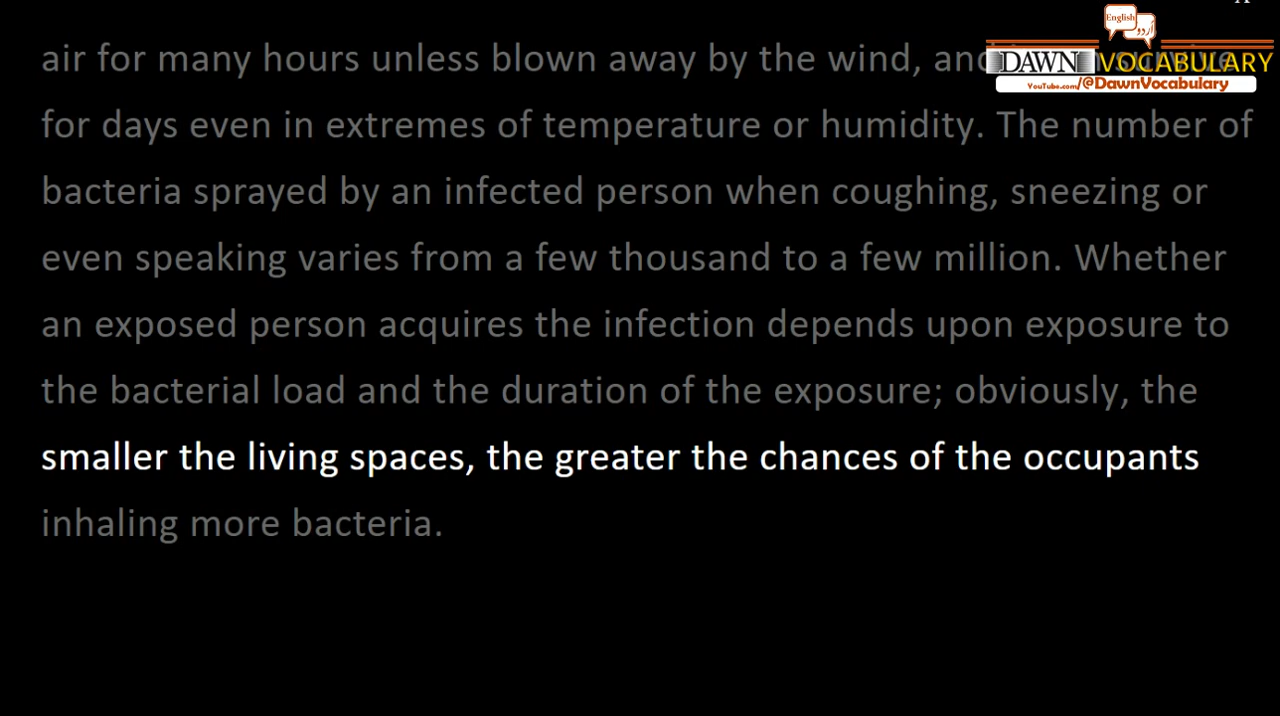 English
اردو
DAWN VOCABULARY
YouTube.com/@DawnVocabulary
air for many hours unless blown away by the wind, and
for days even in extremes of temperature or humidity. The number of
bacteria sprayed by an infected person when coughing, sneezing or
even speaking varies from a few thousand to a few million. Whether
an exposed person acquires the infection depends upon exposure to
the bacterial load and the duration of the exposure; obviously, the
smaller the living spaces, the greater the chances of the occupants
inhaling more bacteria.